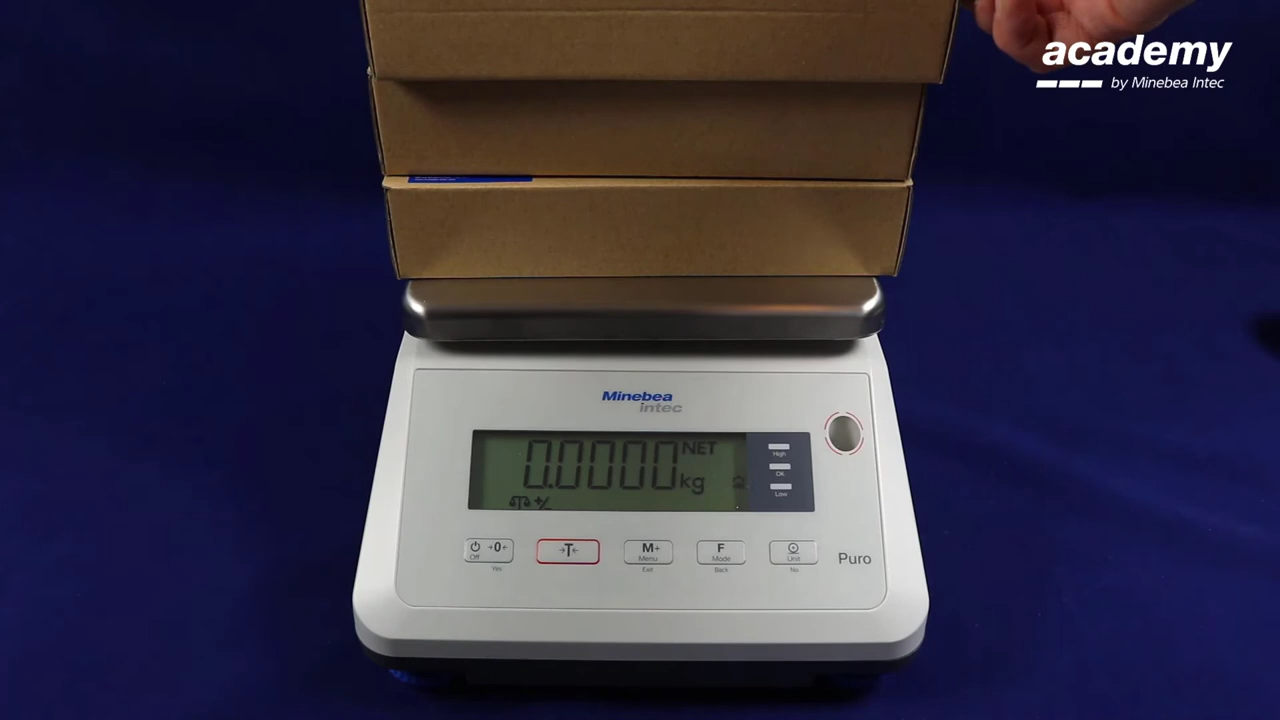 academy
by Minebea Intec
Minebea
intec
0.0000 NET
kg
+/-
High
OK
Low
Off →0← →T← M+ F
Menu Mode Unit
Yes Exit Back No
Puro